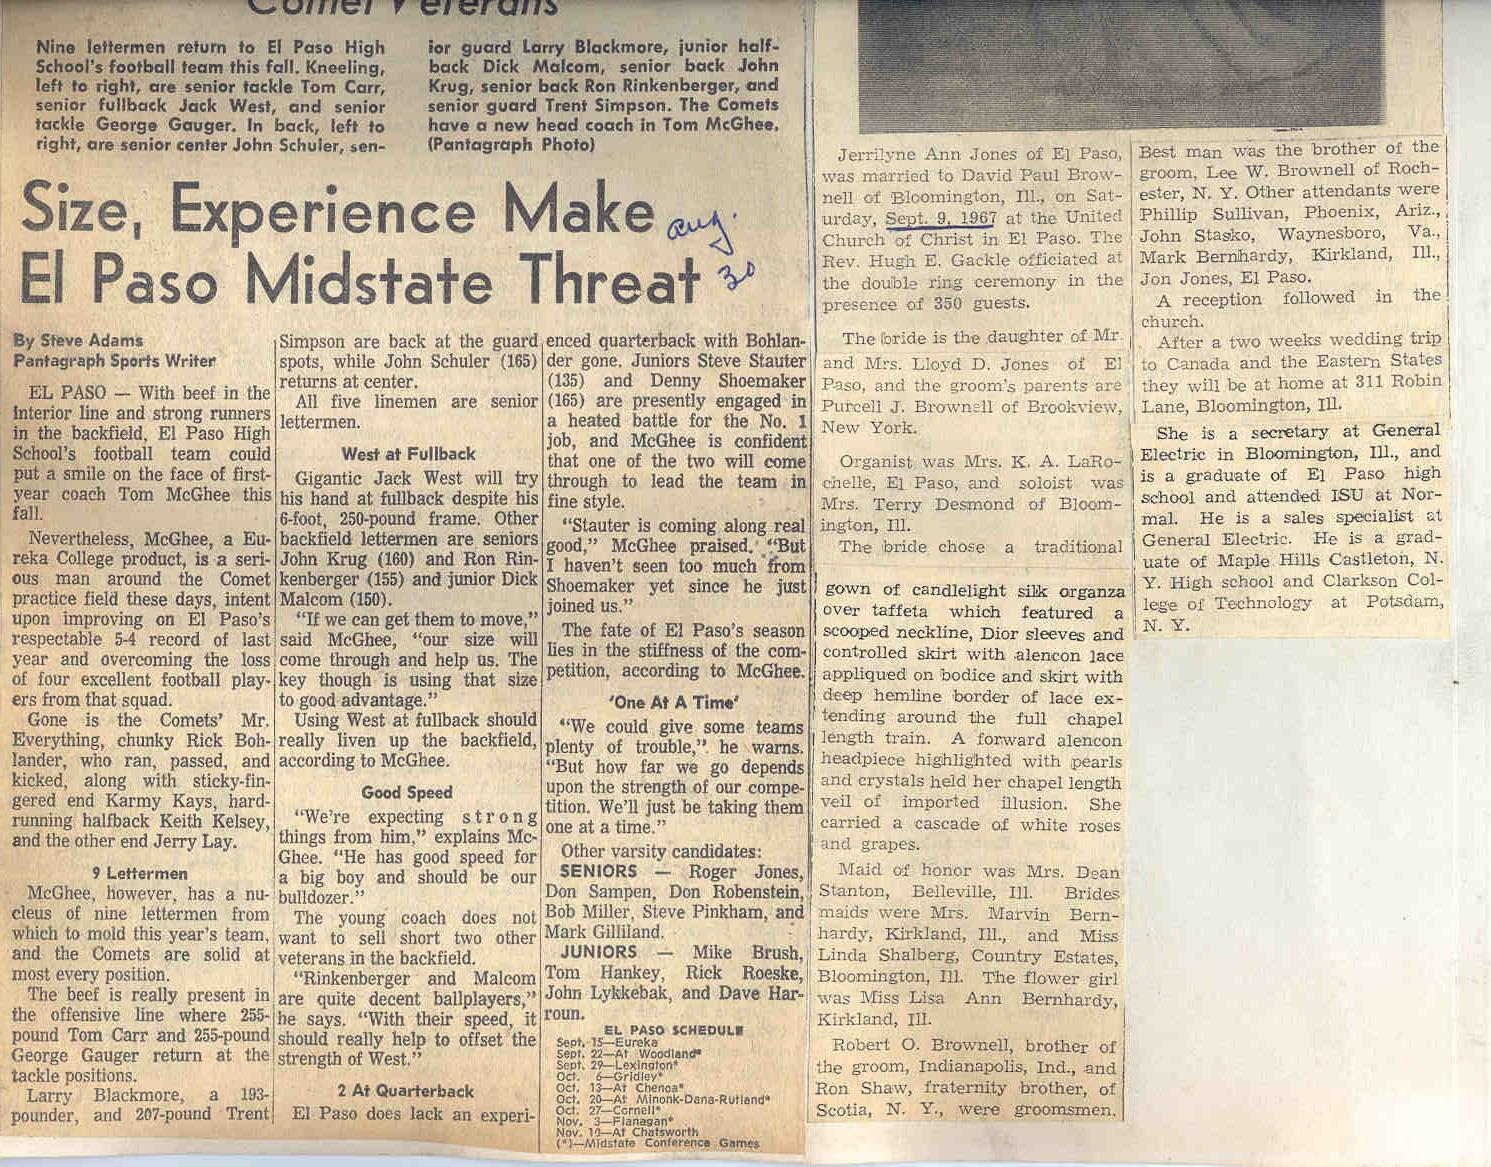 Comet Veterans
Nine lettermen return to El Paso High
School's football team this fall. Kneeling,
left to right, are senior tackle Tom Carr,
senior fullback Jack West, and senior
tackle George Gauger. In back, left to
right, are senior center John Schuler, sen-
ior guard Larry Blackmore, junior half-
back Dick Malcom, senior back John
Krug, senior back Ron Rinkenberger, and
senior guard Trent Simpson. The Comets
have a new head coach in Tom McGhee.
(Pantagraph Photo)
Size, Experience Make
El Paso Midstate Threat
aug.
30
By Steve Adams
Pantagraph Sports Writer
EL PASO — With beef in the
interior line and strong runners
in the backfield, El Paso High
School's football team could
put a smile on the face of first-
year coach Tom McGhee this
fall.
Nevertheless, McGhee, a Eu-
reka College product, is a seri-
ous man around the Comet
practice field these days, intent
upon improving on El Paso's
respectable 5-4 record of last
year and overcoming the loss
of four excellent football play-
ers from that squad.
Gone is the Comets' Mr.
Everything, chunky Rick Boh-
lander, who ran, passed, and
kicked, along with sticky-fin-
gered end Karmy Kays, hard-
running halfback Keith Kelsey,
and the other end Jerry Lay.
9 Lettermen
McGhee, however, has a nu-
cleus of nine lettermen from
which to mold this year's team,
and the Comets are solid at
most every position.
The beef is really present in
the offensive line where 255-
pound Tom Carr and 255-pound
George Gauger return at the
tackle positions.
Larry Blackmore, a 193-
pounder, and 207-pound Trent
Simpson are back at the guard
spots, while John Schuler (165)
returns at center.
All five linemen are senior
lettermen.
West at Fullback
Gigantic Jack West will try
his hand at fullback despite his
6-foot, 250-pound frame. Other
backfield lettermen are seniors
John Krug (160) and Ron Rin-
kenberger (155) and junior Dick
Malcom (150).
"If we can get them to move,"
said McGhee, "our size will
come through and help us. The
key though is using that size
to good advantage."
Using West at fullback should
really liven up the backfield,
according to McGhee.
Good Speed
"We're expecting strong
things from him," explains Mc-
Ghee. "He has good speed for
a big boy and should be our
bulldozer."
The young coach does not
want to sell short two other
veterans in the backfield.
"Rinkenberger and Malcom
are quite decent ballplayers,"
he says. "With their speed, it
should really help to offset the
strength of West."
2 At Quarterback
El Paso does lack an experi-
enced quarterback with Bohlan-
der gone. Juniors Steve Stauter
(135) and Denny Shoemaker
(165) are presently engaged in
a heated battle for the No. 1
job, and McGhee is confident
that one of the two will come
through to lead the team in
fine style.
"Stauter is coming along real
good," McGhee praised. "But
I haven't seen too much from
Shoemaker yet since he just
joined us."
The fate of El Paso's season
lies in the stiffness of the com-
petition, according to McGhee.
'One At A Time'
"We could give some teams
plenty of trouble," he warns.
"But how far we go depends
upon the strength of our compe-
tition. We'll just be taking them
one at a time."
Other varsity candidates:
SENIORS — Roger Jones,
Don Sampen, Don Robenstein,
Bob Miller, Steve Pinkham, and
Mark Gilliland.
JUNIORS — Mike Brush,
Tom Hankey, Rick Roeske,
John Lykkebak, and Dave Har-
roun.
EL PASO SCHEDULE
Sept. 15—Eureka
Sept. 22—At Woodland*
Sept. 29—Lexington*
Oct. 6—Gridley*
Oct. 13—At Chenoa*
Oct. 20—At Minonk-Dana-Rutland*
Oct. 27—Cornell*
Nov. 3—Flanagan*
Nov. 10—At Chatsworth
(*)—Midstate Conference Games
Jerrilyne Ann Jones of El Paso,
was married to David Paul Brow-
nell of Bloomington, Ill., on Sat-
urday, Sept. 9, 1967 at the United
Church of Christ in El Paso. The
Rev. Hugh E. Gackle officiated at
the double ring ceremony in the
presence of 350 guests.
The bride is the daughter of Mr.
and Mrs. Lloyd D. Jones of El
Paso, and the groom's parents are
Purcell J. Brownell of Brookview,
New York.
Organist was Mrs. K. A. LaRo-
chelle, El Paso, and soloist was
Mrs. Terry Desmond of Bloom-
ington, Ill.
The bride chose a traditional
gown of candlelight silk organza
over taffeta which featured a
scooped neckline, Dior sleeves and
controlled skirt with alencon lace
appliqued on bodice and skirt with
deep hemline border of lace ex-
tending around the full chapel
length train. A forward alencon
headpiece highlighted with pearls
and crystals held her chapel length
veil of imported illusion. She
carried a cascade of white roses
and grapes.
Maid of honor was Mrs. Dean
Stanton, Belleville, Ill. Brides
maids were Mrs. Marvin Bern-
hardy, Kirkland, Ill., and Miss
Linda Shalberg, Country Estates,
Bloomington, Ill. The flower girl
was Miss Lisa Ann Bernhardy,
Kirkland, Ill.
Robert O. Brownell, brother of
the groom, Indianapolis, Ind., and
Ron Shaw, fraternity brother, of
Scotia, N. Y., were groomsmen.
Best man was the brother of the
groom, Lee W. Brownell of Roch-
ester, N. Y. Other attendants were
Phillip Sullivan, Phoenix, Ariz.,
John Stasko, Waynesboro, Va.,
Mark Bernhardy, Kirkland, Ill.,
Jon Jones, El Paso.
A reception followed in the
church.
After a two weeks wedding trip
to Canada and the Eastern States
they will be at home at 311 Robin
Lane, Bloomington, Ill.
She is a secretary at General
Electric in Bloomington, Ill., and
is a graduate of El Paso high
school and attended ISU at Nor-
mal. He is a sales specialist at
General Electric. He is a grad-
uate of Maple Hills Castleton, N.
Y. High school and Clarkson Col-
lege of Technology at Potsdam,
N. Y.